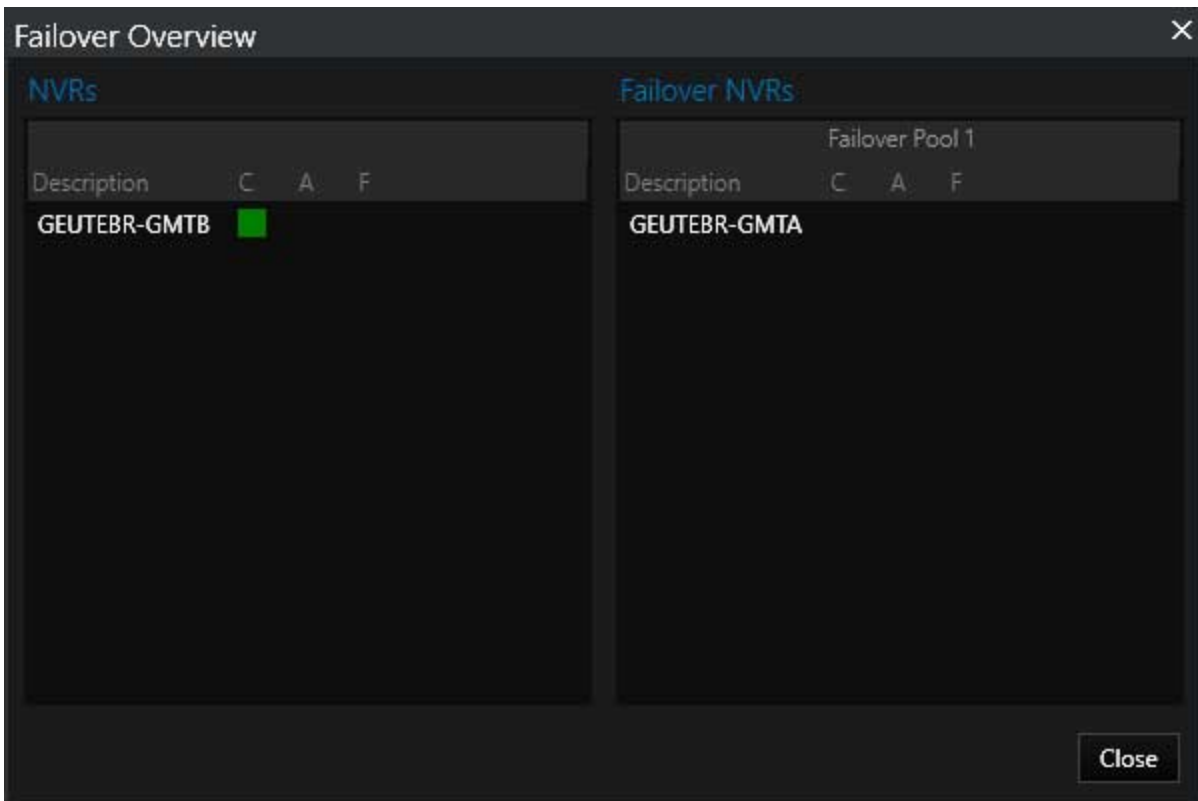 Failover Overview
NVRs
Description C A F
GEUTEBR-GMTB
Failover NVRs
Failover Pool 1
Description C A F
GEUTEBR-GMTA
Close